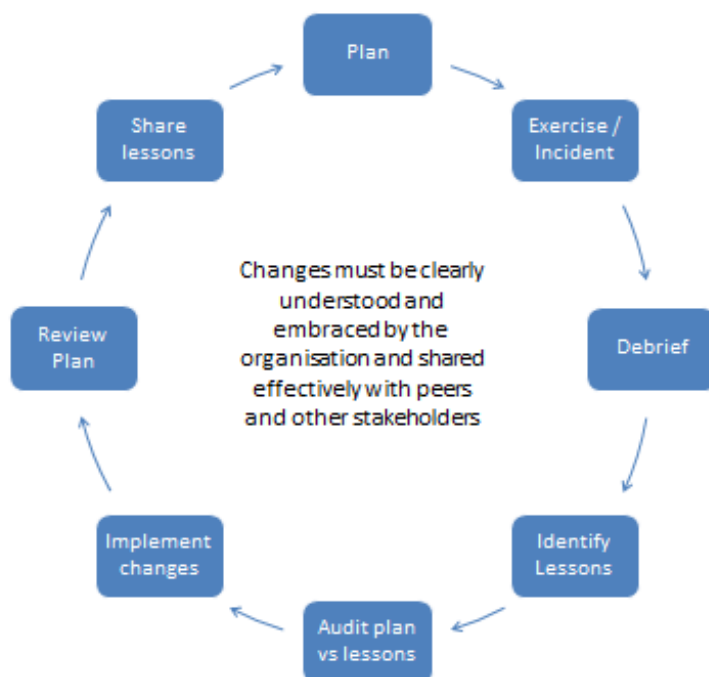 Plan
Exercise /
Incident
Debrief
Identify
Lessons
Audit plan
vs lessons
Implement
changes
Review
Plan
Share
lessons
Changes must be clearly
understood and
embraced by the
organisation and shared
effectively with peers
and other stakeholders